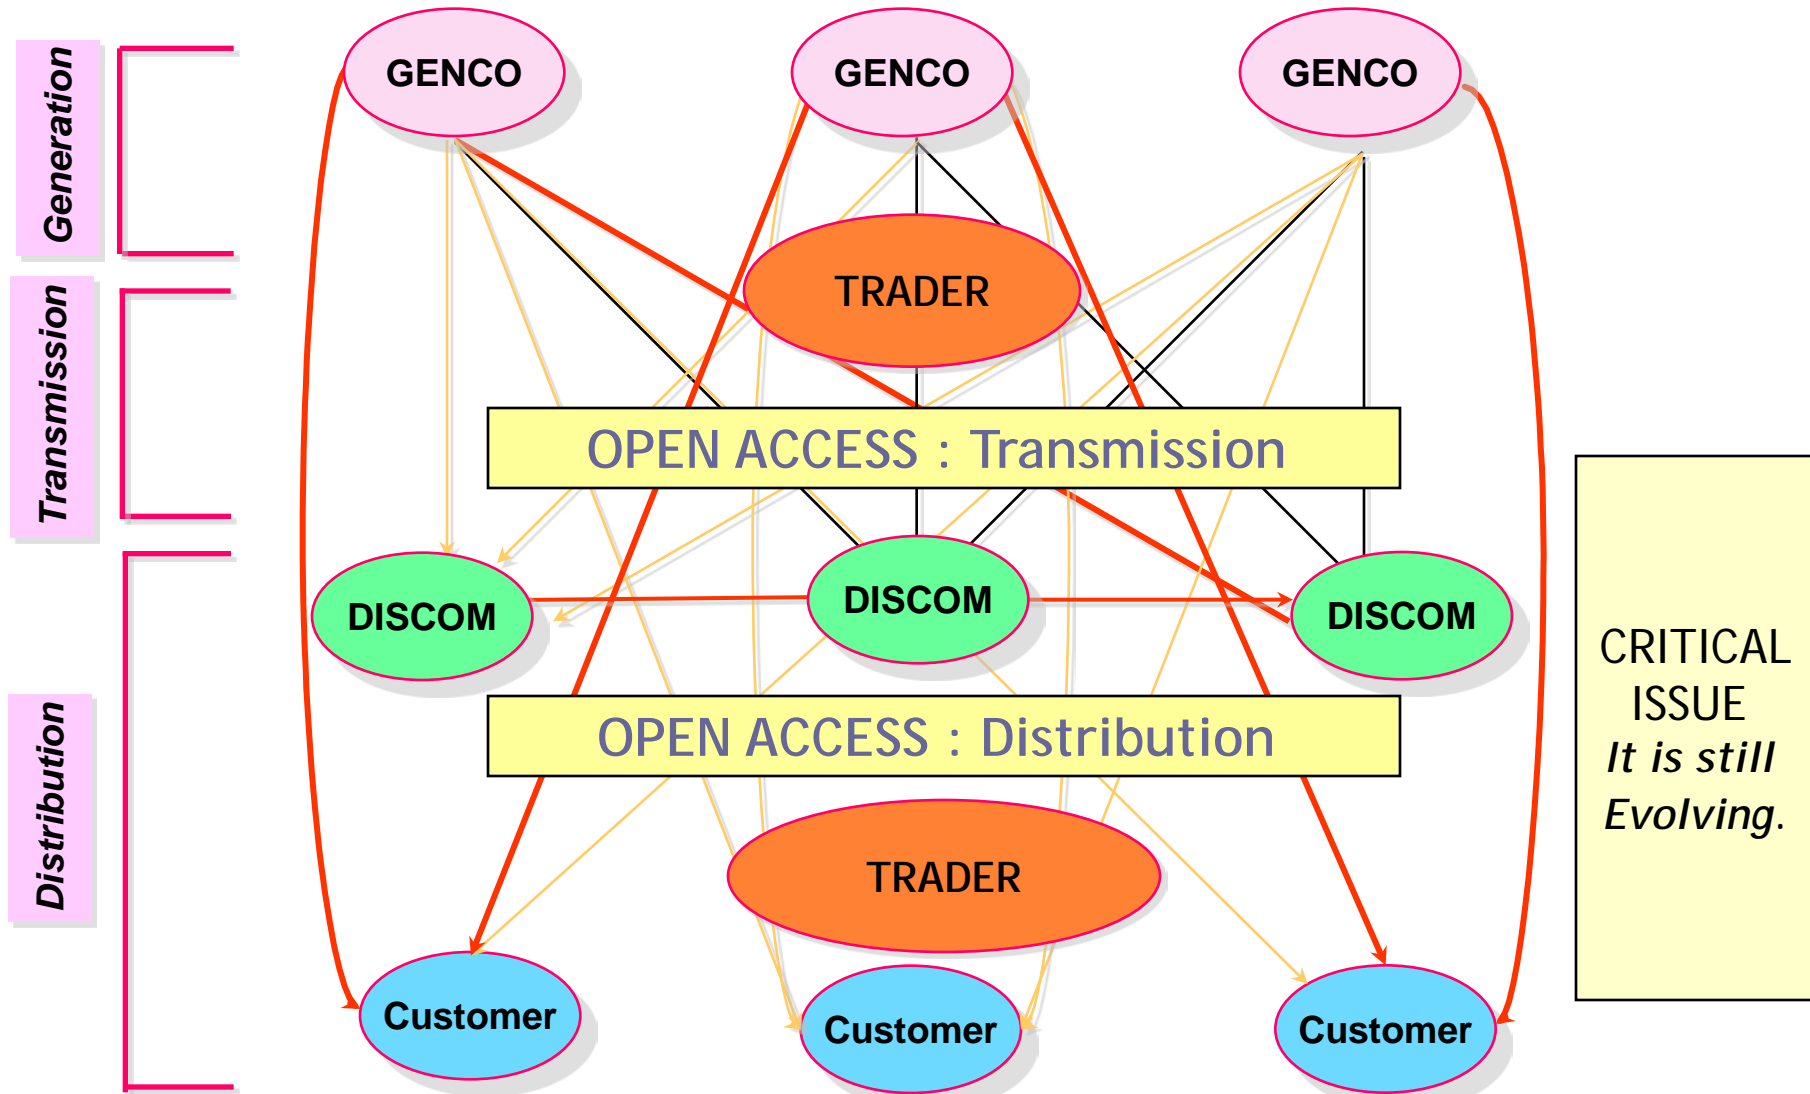 GENCO
GENCO
GENCO
Generation
TRADER
Transmission
OPEN ACCESS : Transmission
DISCOM
DISCOM
DISCOM
CRITICAL
ISSUE
It is still
Evolving.
OPEN ACCESS : Distribution
Distribution
TRADER
Customer
Customer
Customer